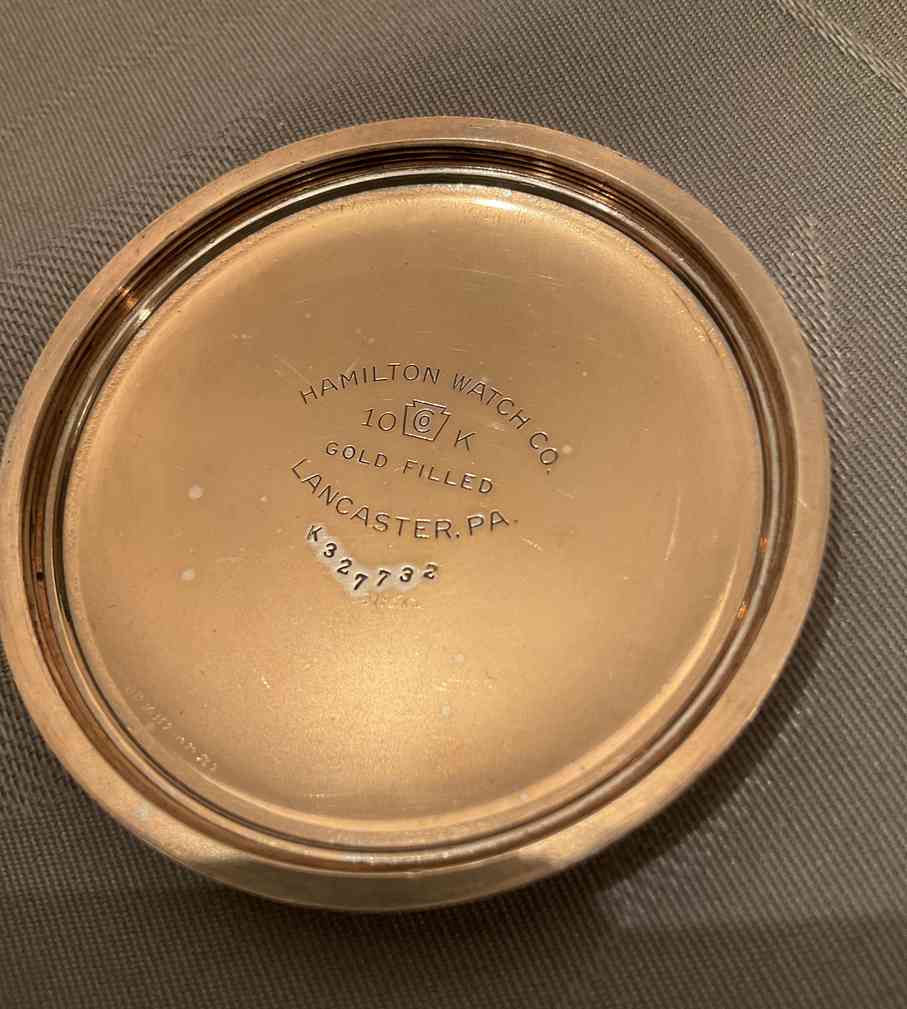 HAMILTON WATCH CO.
10 C K
GOLD FILLED
LANCASTER, PA.
K327732